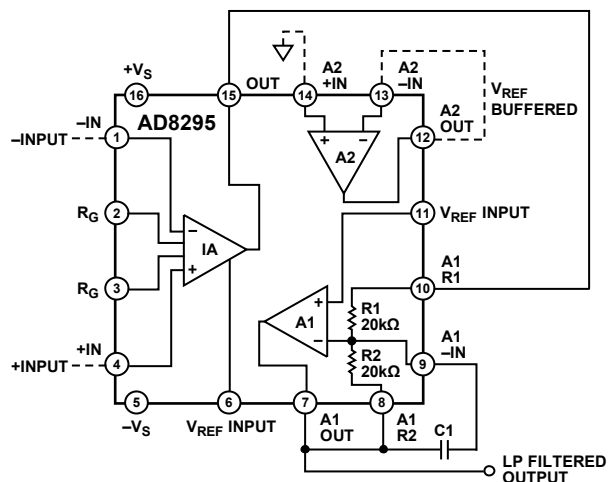 +VS
16
15
OUT
A2
+IN
14
A2
–IN
13
VREF
BUFFERED
AD8295
–IN
–INPUT
1
+
–
A2
A2
OUT
12
RG
2
11
VREF INPUT
–
IA
+
A1
R1
10
RG
3
+
A1
–
R1
20kΩ
R2
20kΩ
A1
–IN
9
+IN
+INPUT
4
5
–VS
6
VREF INPUT
7
A1
OUT
8
A1
R2
C1
LP FILTERED
OUTPUT